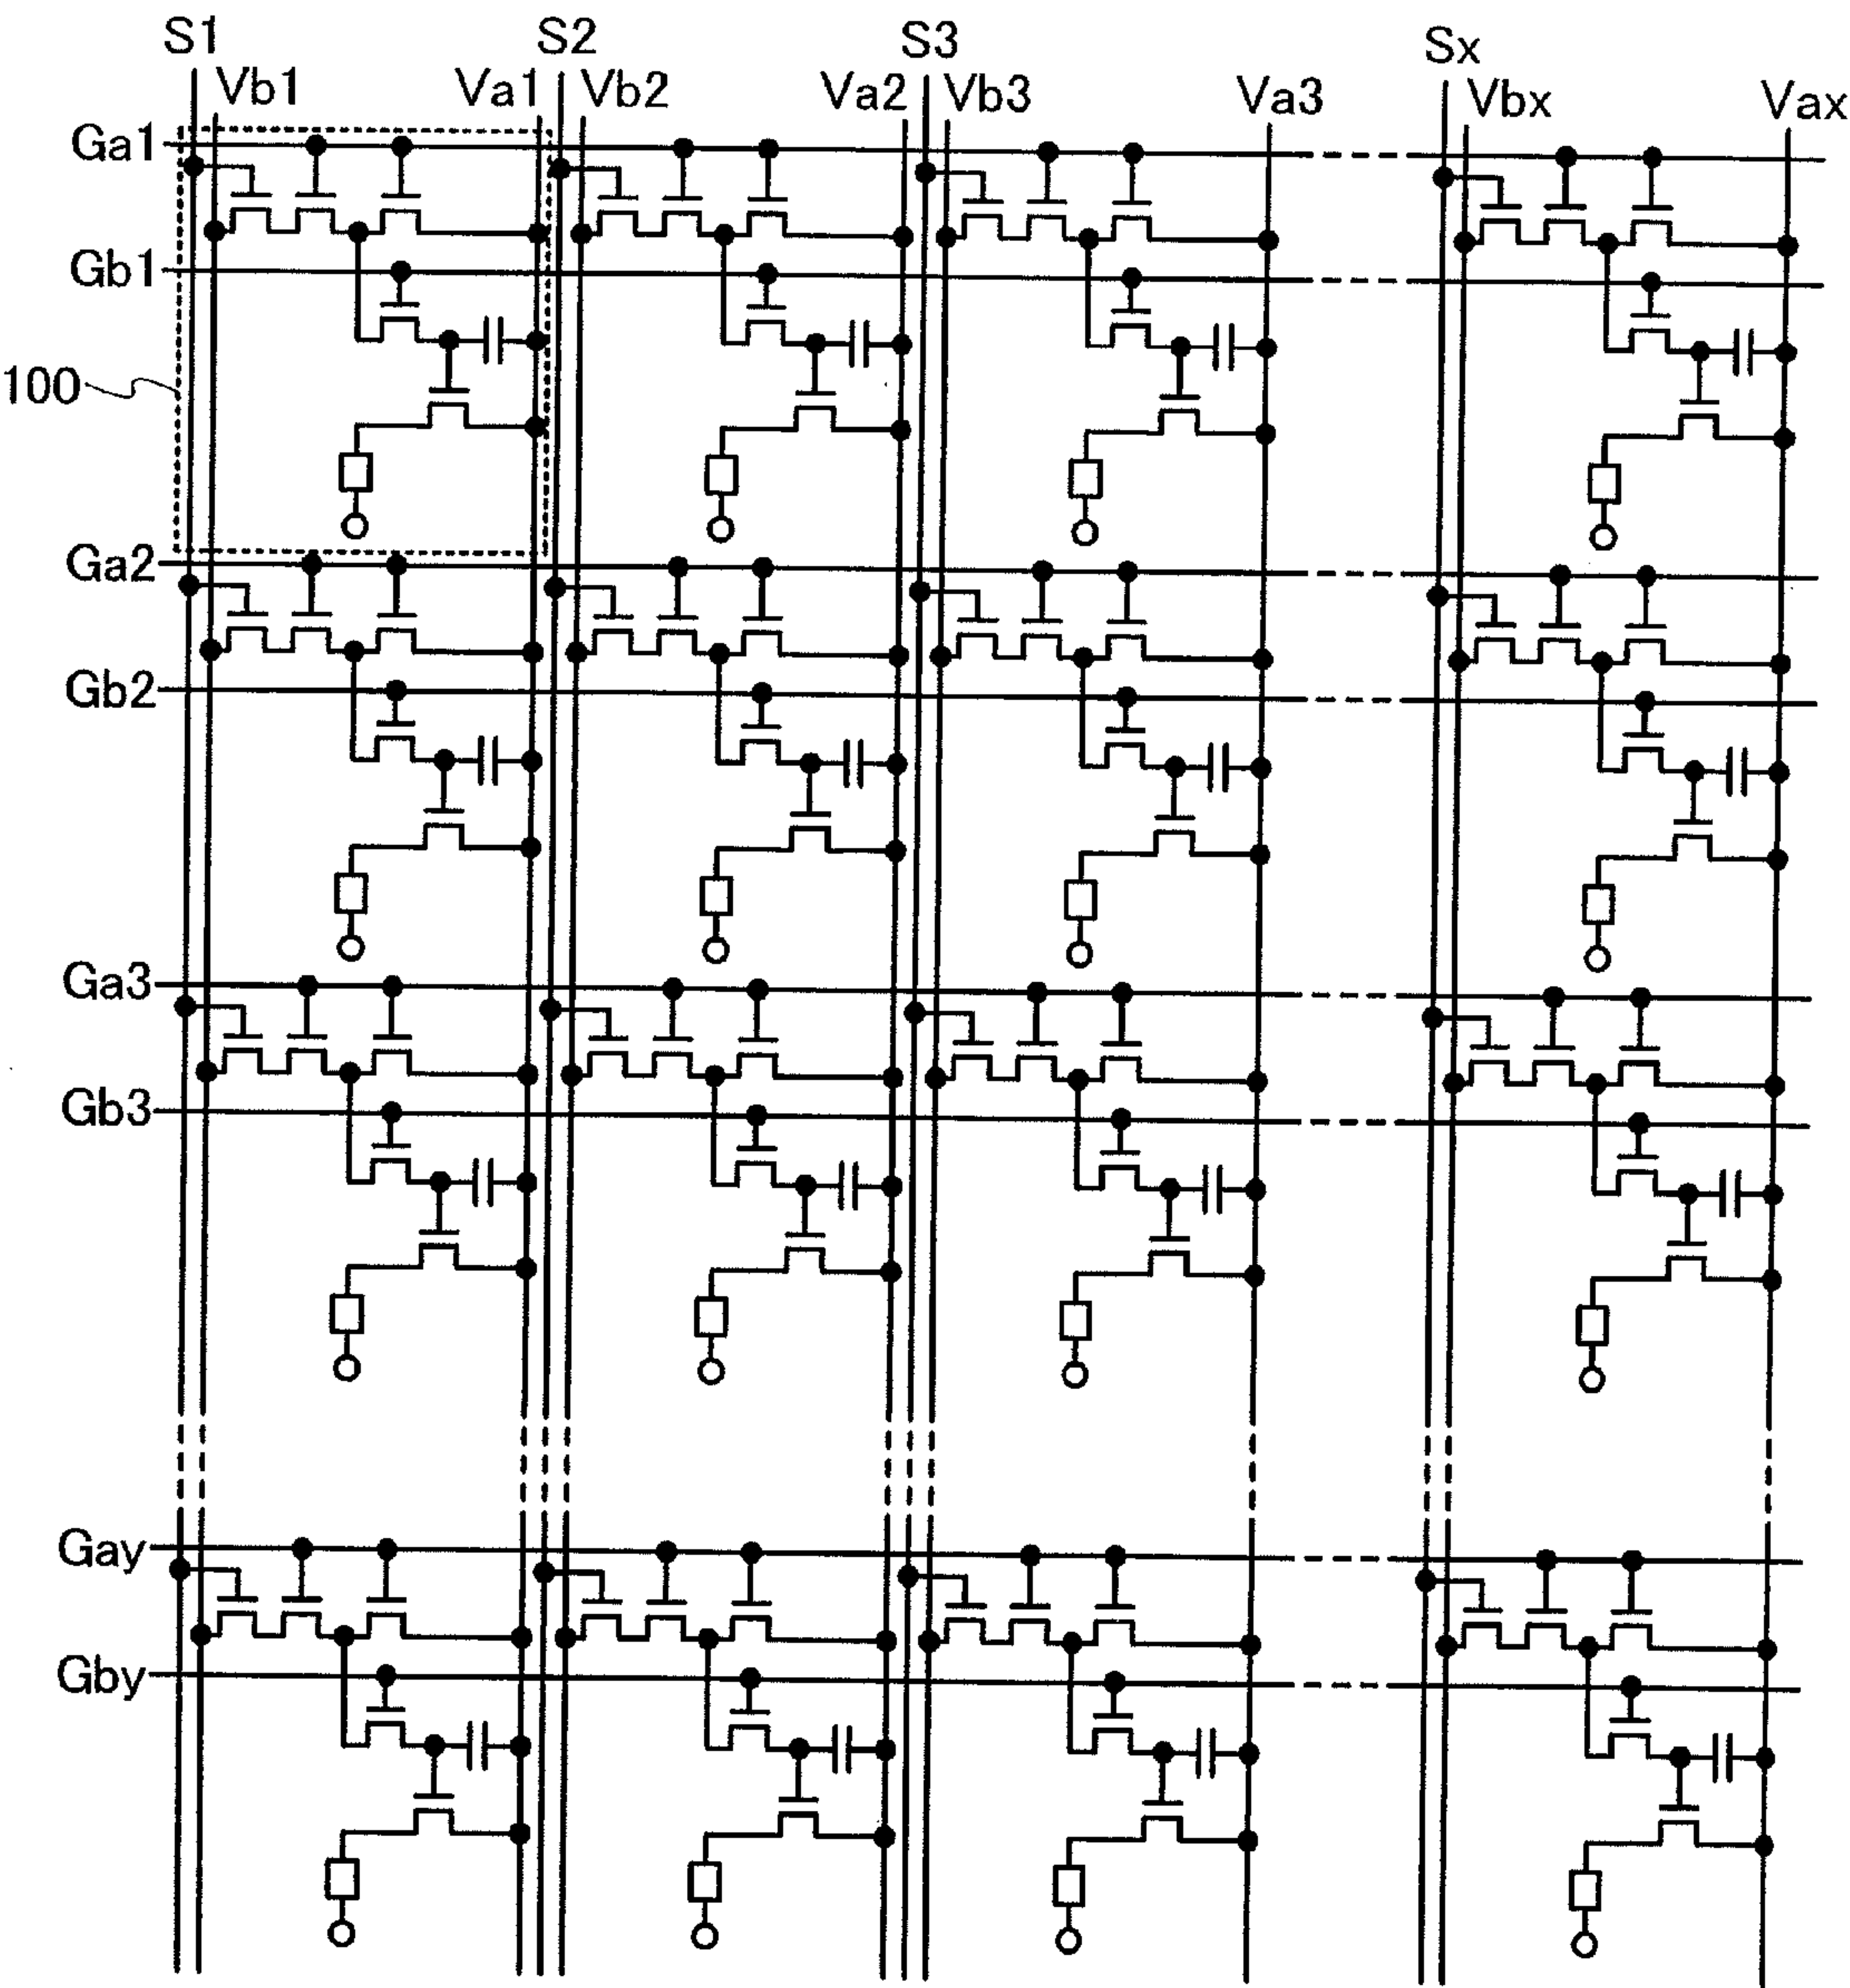 S1 S2 S3 Sx
Vb1 Va1 Vb2 Va2 Vb3 Va3 Vbx Vax
Ga1
Gb1
100
Ga2
Gb2
Ga3
Gb3
Gay
Gby